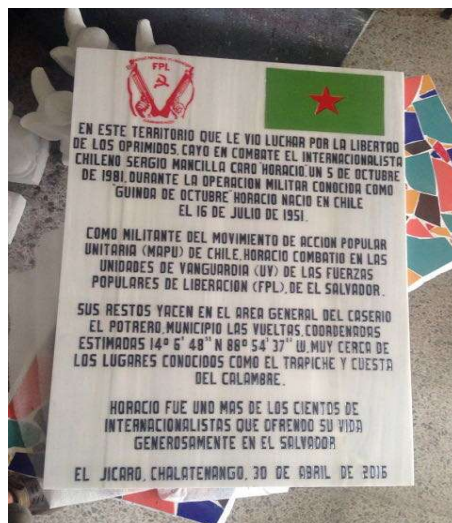 FPL
EN ESTE TERRITORIO QUE LE VIO LUCHAR POR LA LIBERTAD
DE LOS OPRIMIDOS, CAYO EN COMBATE EL INTERNACIONALISTA
CHILENO SERGIO MANCILLA CARO "HORACIO", UN 5 DE OCTUBRE
DE 1981, DURANTE LA OPERACION MILITAR CONOCIDA COMO
"GUINDA DE OCTUBRE" HORACIO NACIO EN CHILE
EL 16 DE JULIO DE 1951.
COMO MILITANTE DEL MOVIMIENTO DE ACCION POPULAR
UNITARIA (MAPU) DE CHILE, HORACIO COMBATIO EN LAS
UNIDADES DE VANGUARDIA (UV) DE LAS FUERZAS
POPULARES DE LIBERACION (FPL), DE EL SALVADOR.
SUS RESTOS YACEN EN EL AREA GENERAL DEL CASERIO
EL POTRERO, MUNICIPIO LAS VUELTAS, COORDENADAS
ESTIMADAS 14º 6' 48" N 88º 54' 37" W, MUY CERCA DE
LOS LUGARES CONOCIDOS COMO EL TRAPICHE Y CUESTA
DEL CALAMBRE.
HORACIO FUE UNO MAS DE LOS CIENTOS DE
INTERNACIONALISTAS QUE OFRENDO SU VIDA
GENEROSAMENTE EN EL SALVADOR
EL JICARO, CHALATENANGO, 30 DE ABRIL DE 2016